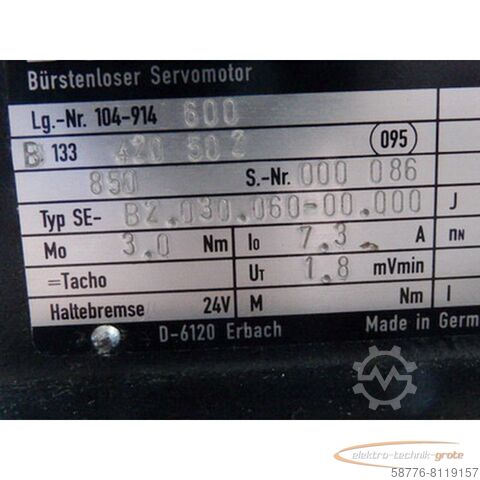 Bürstenloser Servomotor
Lg.-Nr. 104-914 600
B 133 420 50 2 095
850 S.-Nr. 000 086
Typ SE- B2.030.060-00.000 J
Mo 3.0 Nm Io 7.3 A nN
=Tacho UT 1.8 mVmin
Haltebremse 24V M Nm I
D-6120 Erbach Made in Germ
elektro-technik-grote
58776-8119157